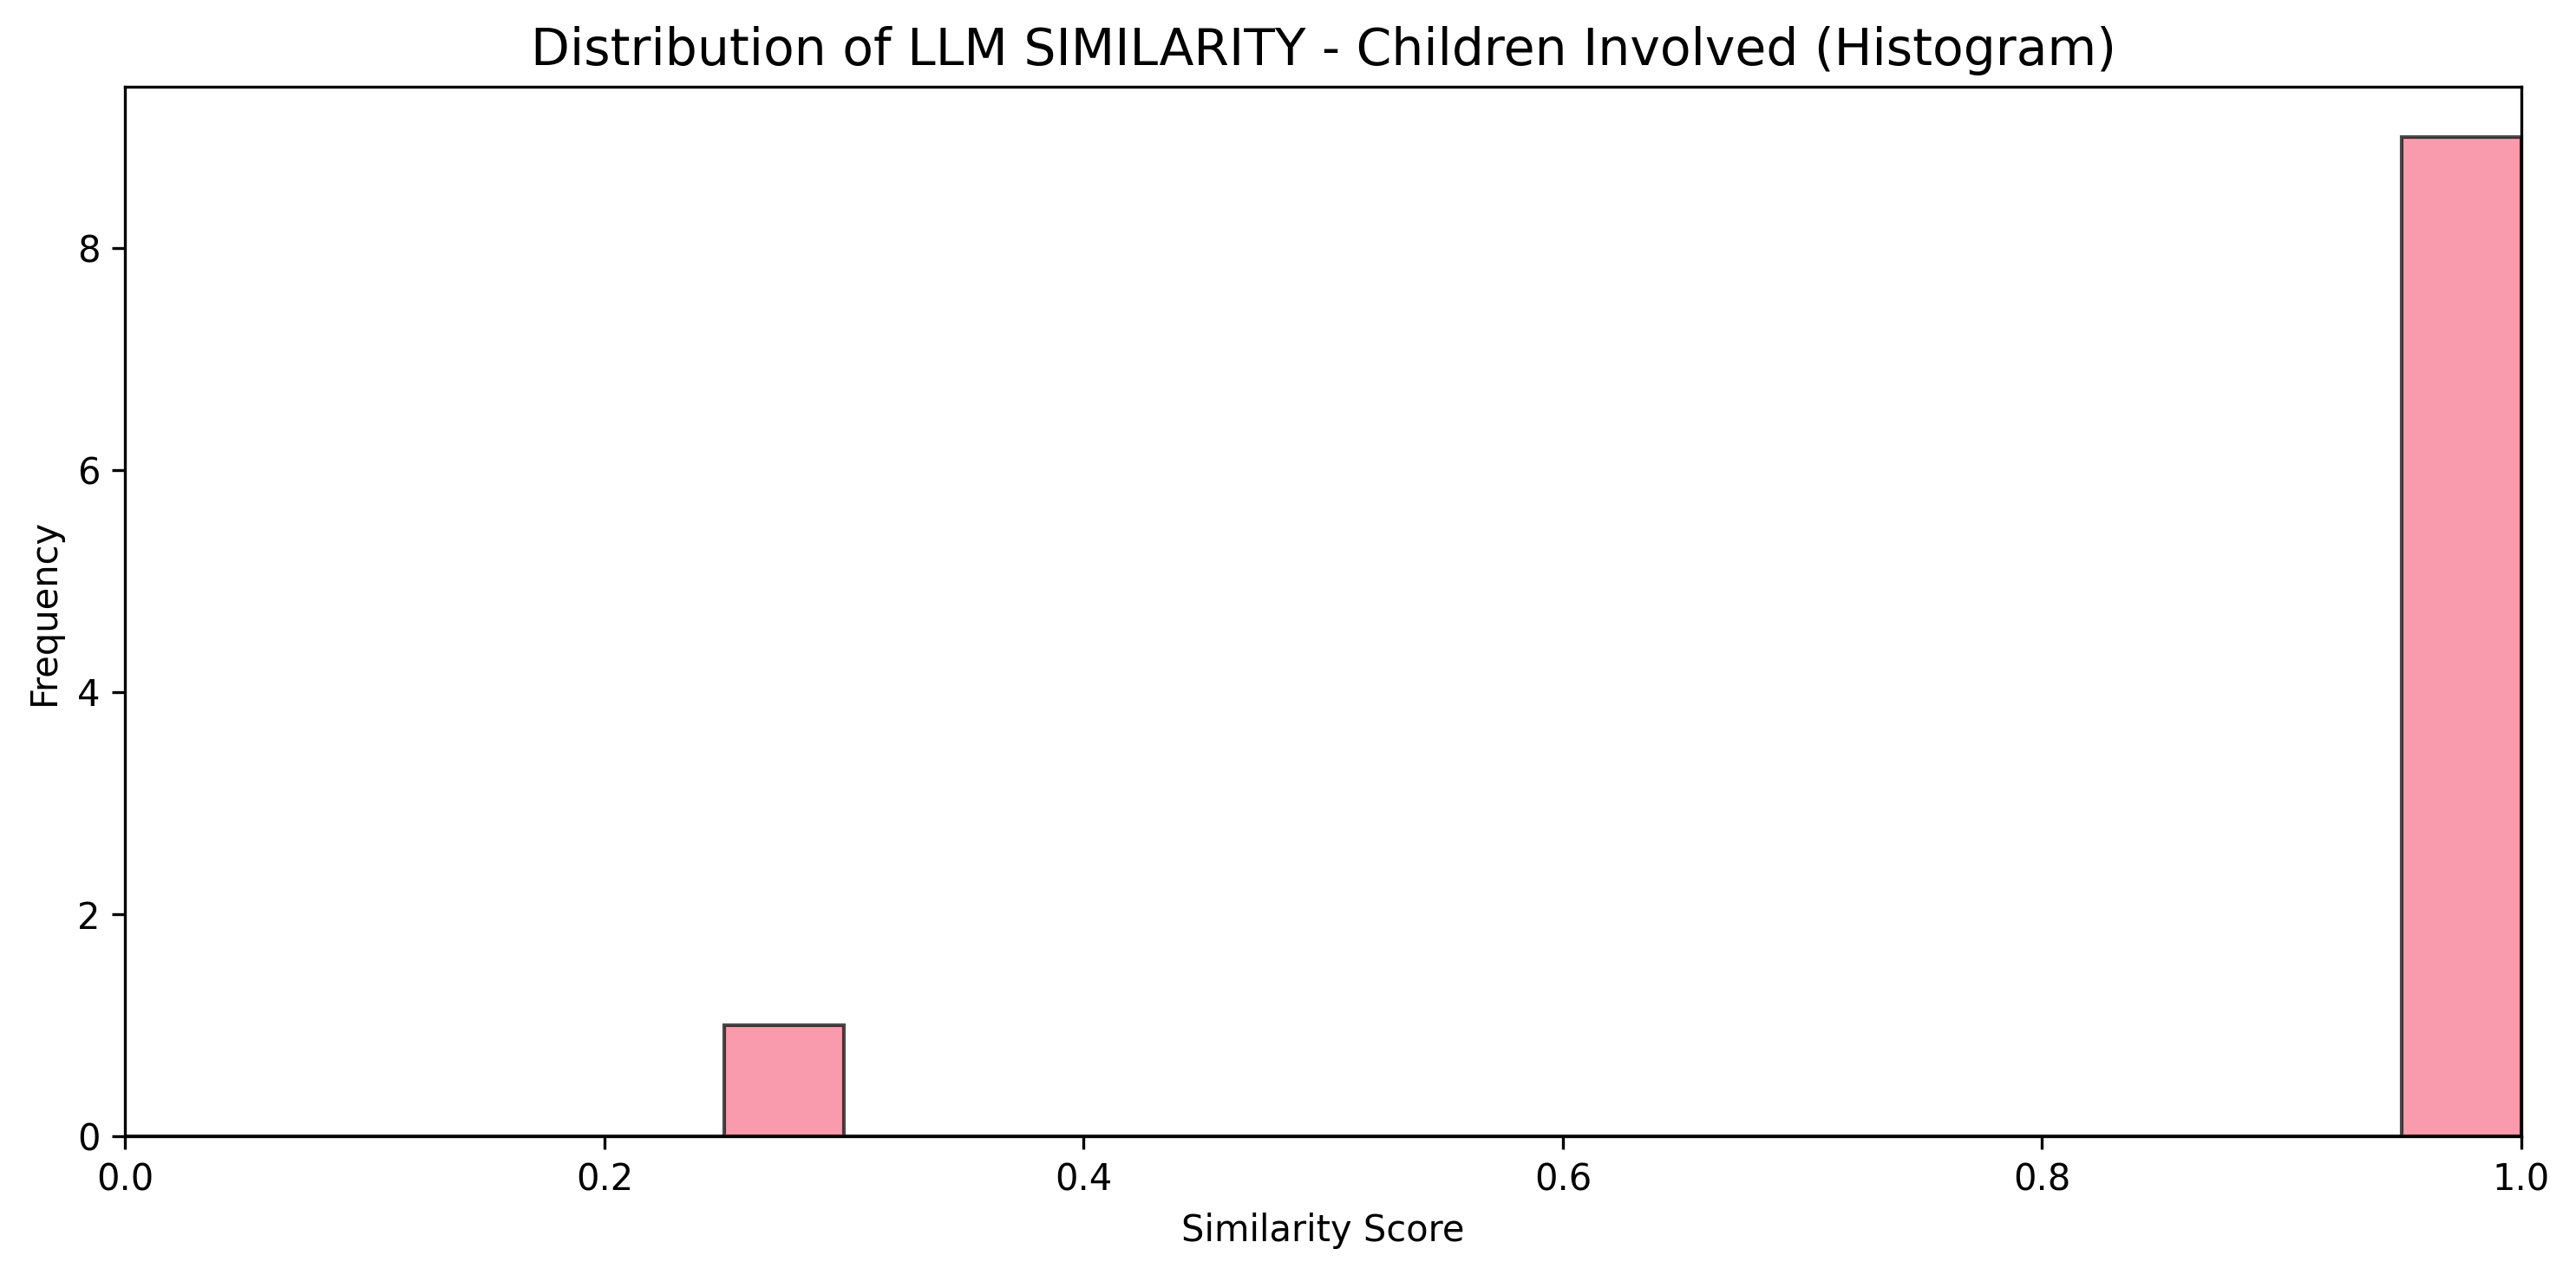 Distribution of LLM SIMILARITY - Children Involved (Histogram)
Frequency
8
6
4
2
0
0.0 0.2 0.4 0.6 0.8 1.0
Similarity Score